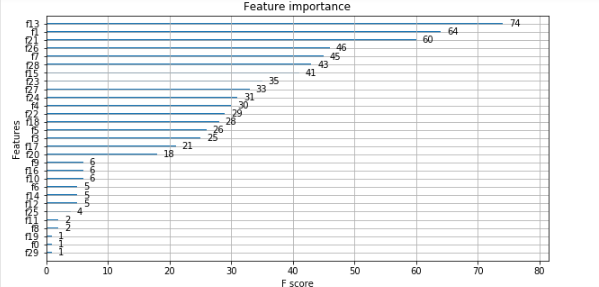 Feature importance
f13 74
f1 64
f21 60
f26 46
f7 45
f28 43
f15 41
f23 35
f27 33
f24 31
f4 30
f22 29
f18 28
f5 26
f3 25
f17 21
f20 18
f9 6
f16 6
f10 6
f6 5
f14 5
f12 5
f25 4
f11 2
f8 2
f19 1
f0 1
f29 1
Features
0 10 20 30 40 50 60 70 80
F score